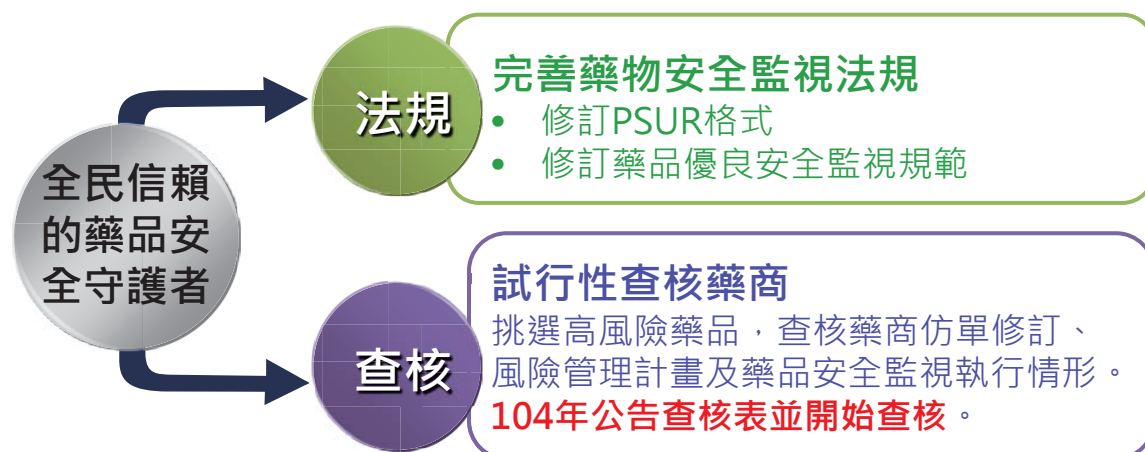 全民信賴
的藥品安
全守護者
法規
完善藥物安全監視法規
• 修訂PSUR格式
• 修訂藥品優良安全監視規範
查核
試行性查核藥商
挑選高風險藥品，查核藥商仿單修訂、
風險管理計畫及藥品安全監視執行情形。
104年公告查核表並開始查核。